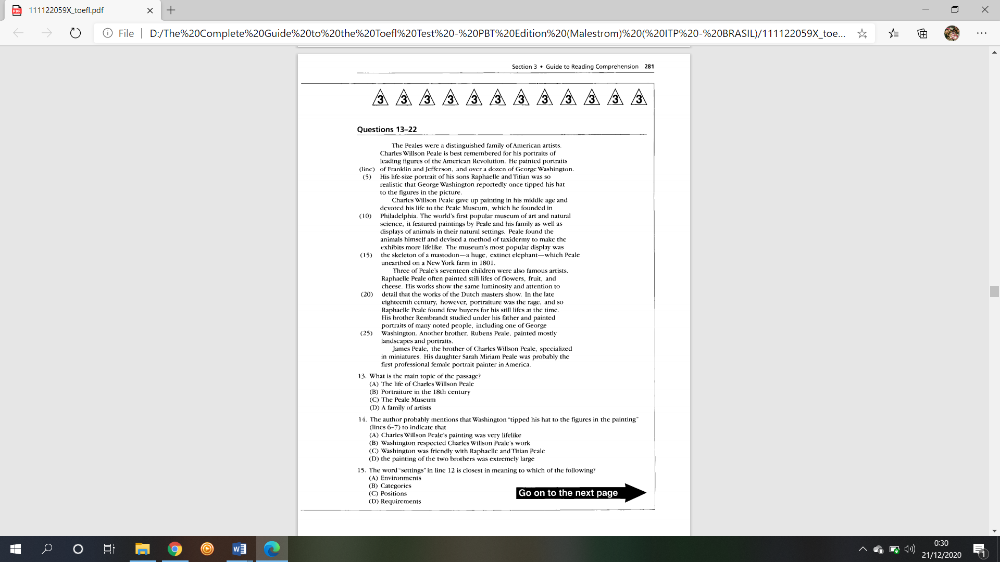 111122059X_toefl.pdf
File | D:/The%20Complete%20Guide%20to%20the%20Toefl%20Test%20-%20PBT%20Edition%20(Malestrom)%20(%20ITP%20-%20BRASIL)/111122059X_toe...
Section 3 • Guide to Reading Comprehension 281
3 3 3 3 3 3 3 3 3 3 3 3
Questions 13–22
The Peales were a distinguished family of American artists.
Charles Willson Peale is best remembered for his portraits of
leading figures of the American Revolution. He painted portraits
(line) of Franklin and Jefferson, and over a dozen of George Washington.
(5) His life-size portrait of his sons Raphaelle and Titian was so
realistic that George Washington reportedly once tipped his hat
to the figures in the picture.
Charles Willson Peale gave up painting in his middle age and
devoted his life to the Peale Museum, which he founded in
(10) Philadelphia. The world's first popular museum of art and natural
science, it featured paintings by Peale and his family as well as
displays of animals in their natural settings. Peale found the
animals himself and devised a method of taxidermy to make the
exhibits more lifelike. The museum's most popular display was
(15) the skeleton of a mastodon—a huge, extinct elephant—which Peale
unearthed on a New York farm in 1801.
Three of Peale's seventeen children were also famous artists.
Raphaelle Peale often painted still lifes of flowers, fruit, and
cheese. His works show the same luminosity and attention to
(20) detail that the works of the Dutch masters show. In the late
eighteenth century, however, portraiture was the rage, and so
Raphaelle Peale found few buyers for his still lifes at the time.
His brother Rembrandt studied under his father and painted
portraits of many noted people, including one of George
(25) Washington. Another brother, Rubens Peale, painted mostly
landscapes and portraits.
James Peale, the brother of Charles Willson Peale, specialized
in miniatures. His daughter Sarah Miriam Peale was probably the
first professional female portrait painter in America.
13. What is the main topic of the passage?
(A) The life of Charles Willson Peale
(B) Portraiture in the 18th century
(C) The Peale Museum
(D) A family of artists
14. The author probably mentions that Washington "tipped his hat to the figures in the painting"
(lines 6–7) to indicate that
(A) Charles Willson Peale's painting was very lifelike
(B) Washington respected Charles Willson Peale's work
(C) Washington was friendly with Raphaelle and Titian Peale
(D) the painting of the two brothers was extremely large
15. The word "settings" in line 12 is closest in meaning to which of the following?
(A) Environments
(B) Categories
(C) Positions
(D) Requirements
Go on to the next page
0:30
21/12/2020
1